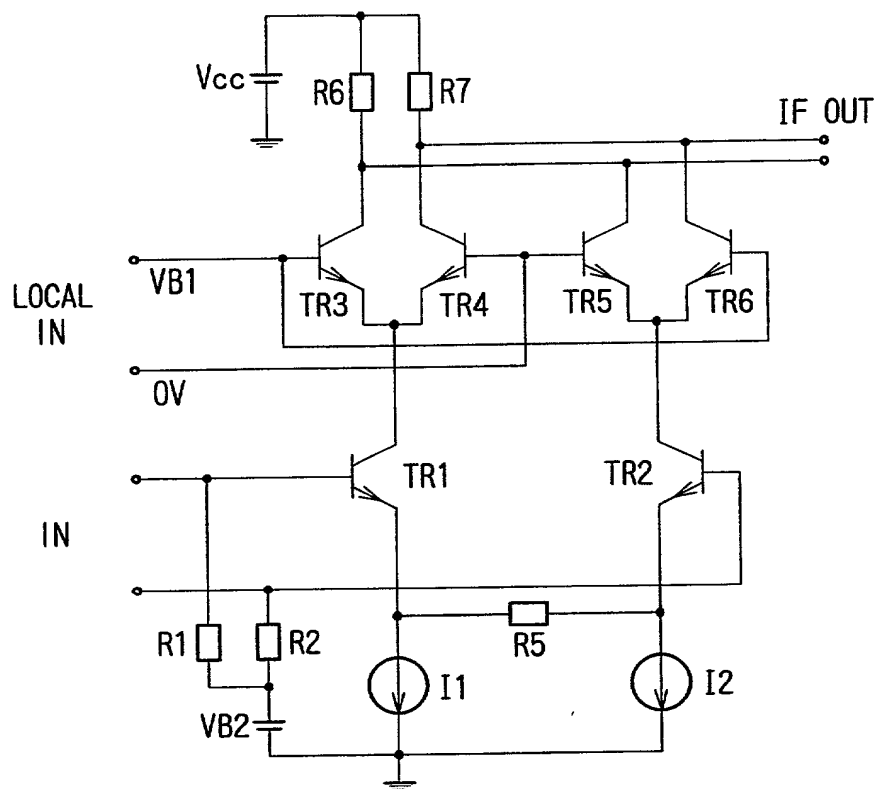 Vcc
R6
R7
IF OUT
LOCAL
IN
VB1
TR3
TR4
TR5
TR6
0V
TR1
TR2
IN
R1
R2
R5
I1
I2
VB2